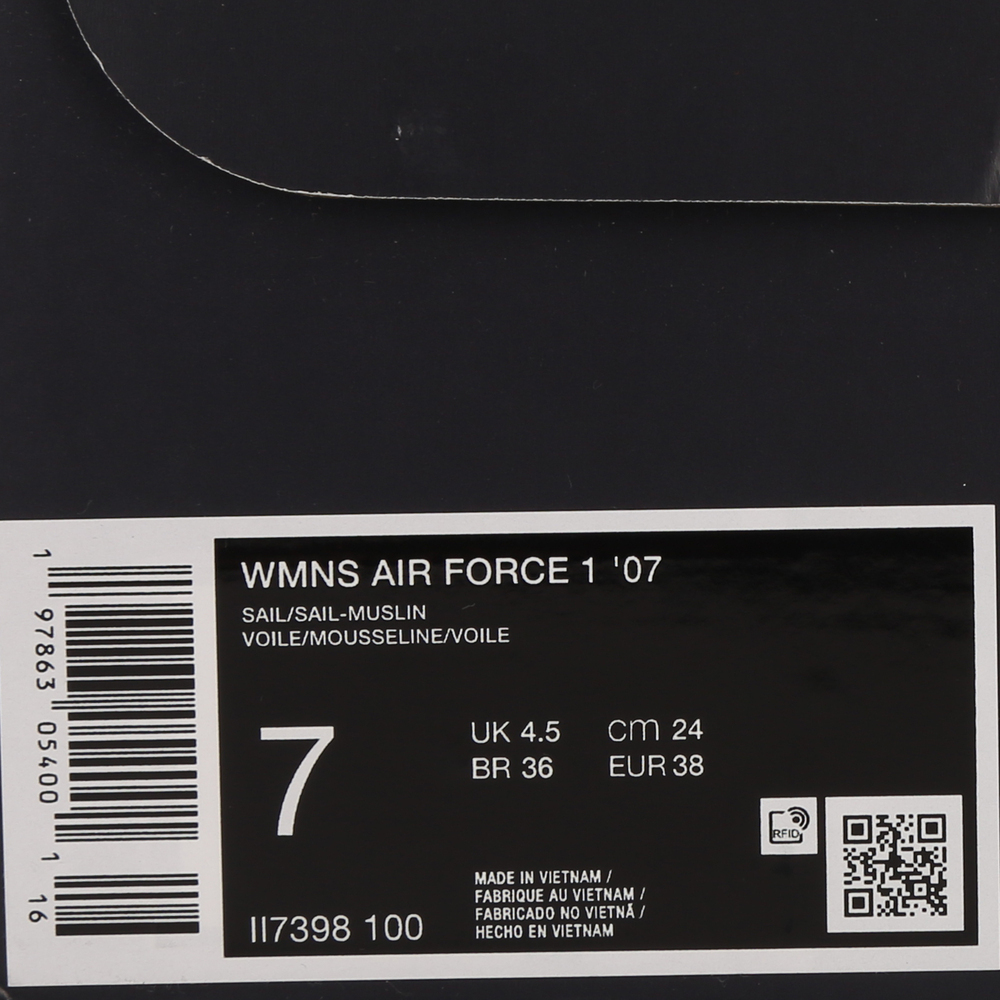 WMNS AIR FORCE 1 '07
SAIL/SAIL-MUSLIN
VOILE/MOUSSELINE/VOILE
7
UK 4.5 cm 24
BR 36 EUR 38
RFID
MADE IN VIETNAM /
FABRIQUE AU VIETNAM /
FABRICADO NO VIETNÃ /
HECHO EN VIETNAM
II7398 100
1 97863 05400 1 16